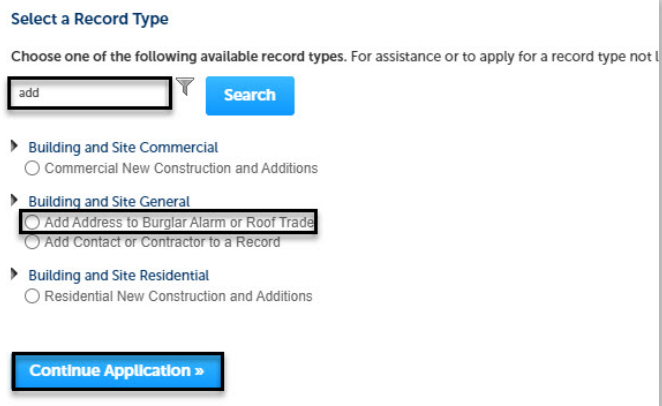 Select a Record Type
Choose one of the following available record types. For assistance or to apply for a record type not
add
Search
Building and Site Commercial
Commercial New Construction and Additions
Building and Site General
Add Address to Burglar Alarm or Roof Trade
Add Contact or Contractor to a Record
Building and Site Residential
Residential New Construction and Additions
Continue Application »